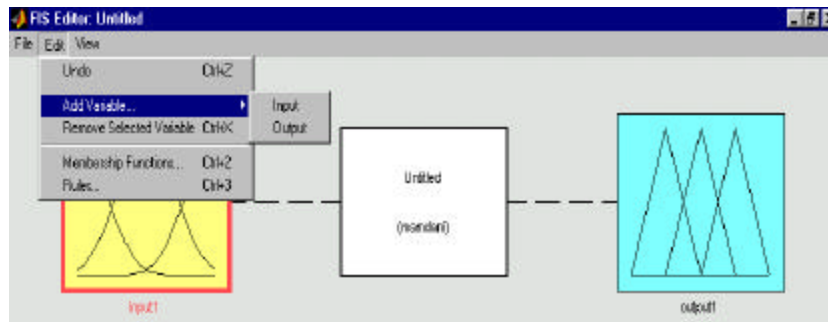 FIS Editor: Untitled
File Edit View
Undo Ctrl+Z
Add Variable... Input
Remove Selected Variable Ctrl+X Output
Membership Functions... Ctrl+2
Rules... Ctrl+3
Untitled
(mamdani)
input1
output1